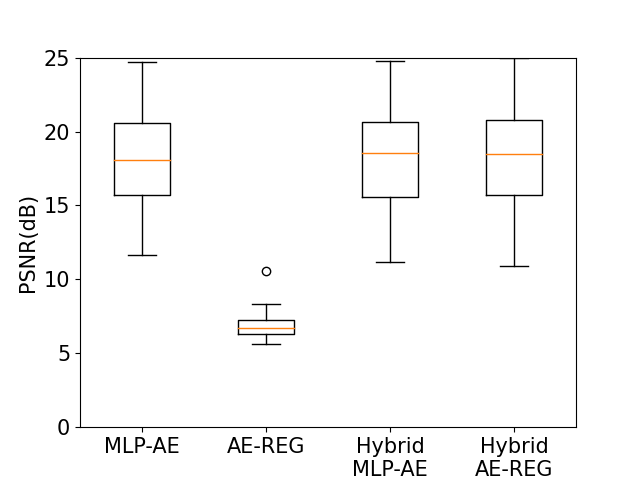 25
20
15
10
5
0
PSNR(dB)
MLP-AE
AE-REG
Hybrid
MLP-AE
Hybrid
AE-REG